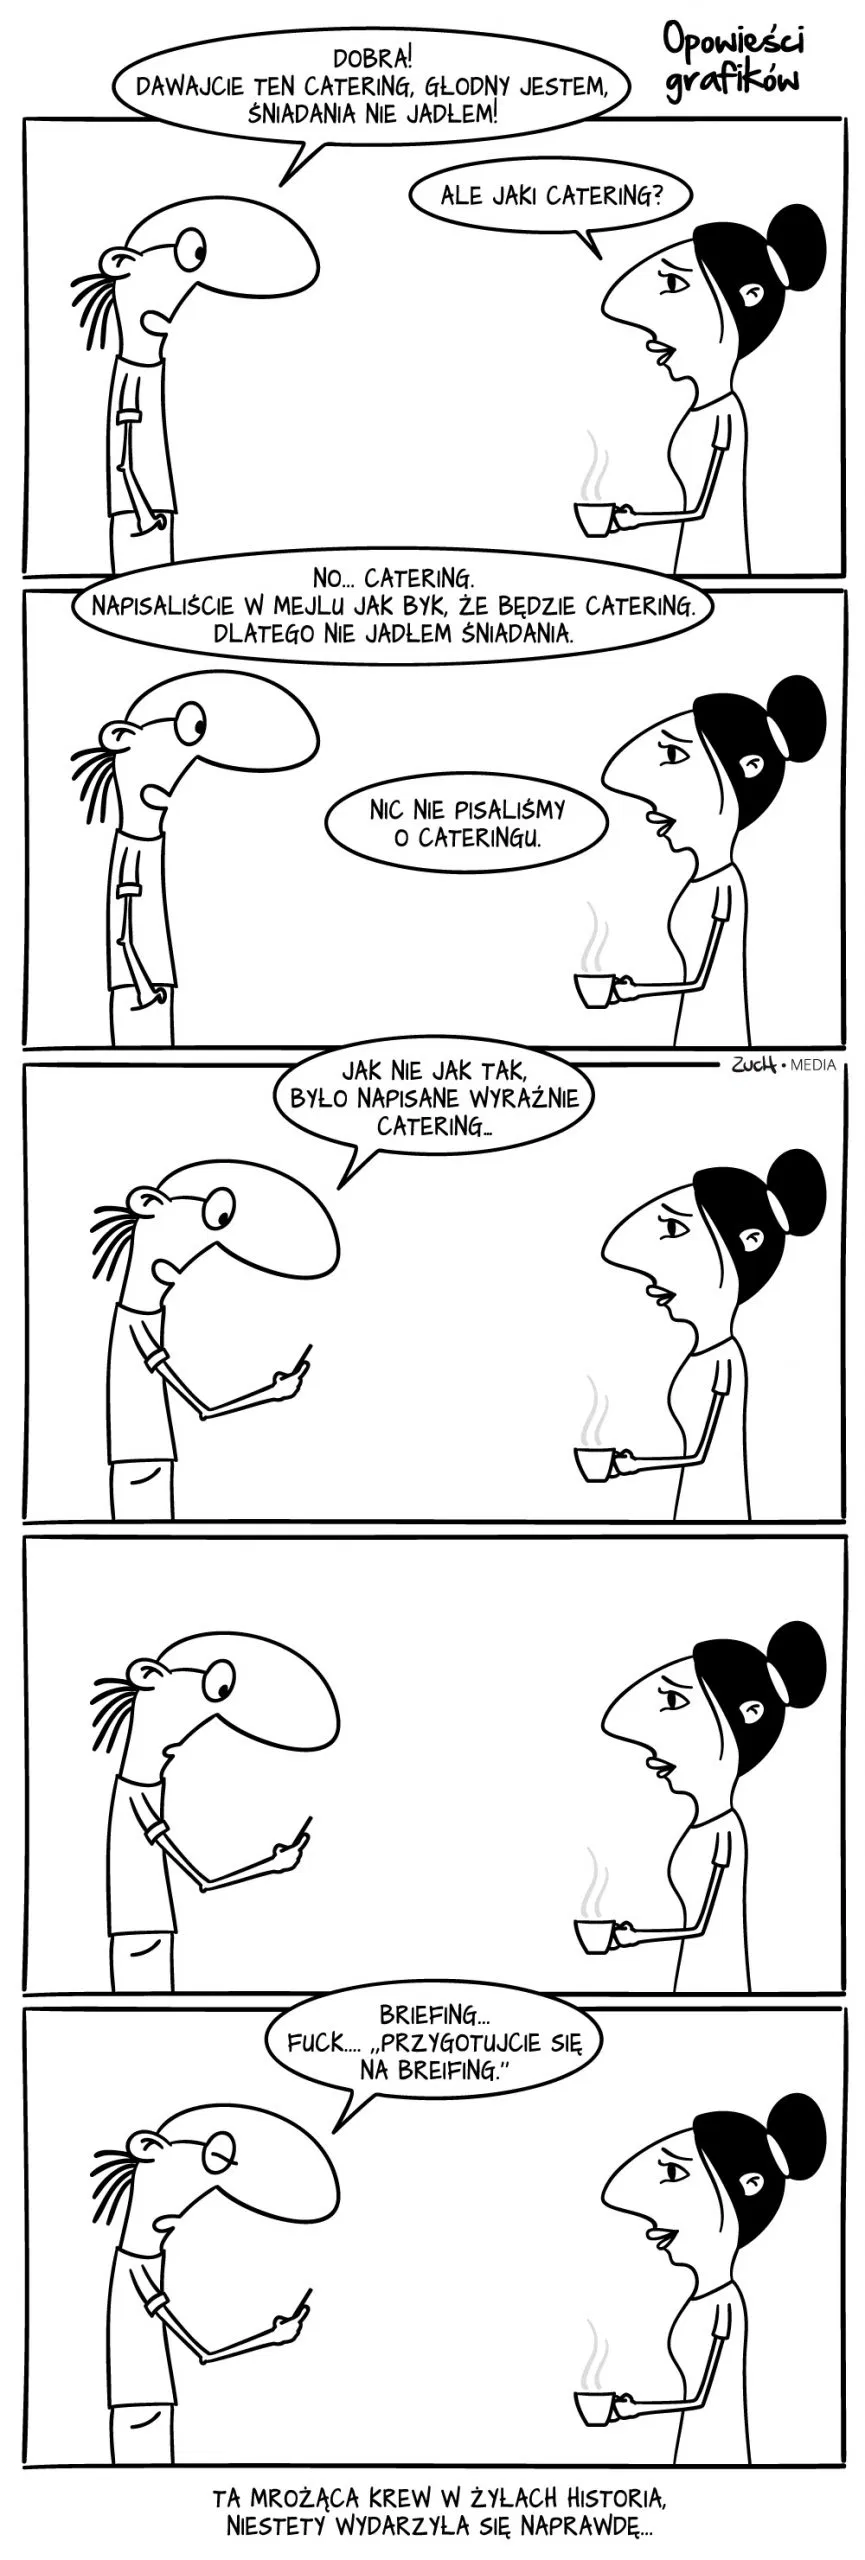 Opowieści
grafików
DOBRA!
DAWAJCIE TEN CATERING, GŁODNY JESTEM,
ŚNIADANIA NIE JADŁEM!
ALE JAKI CATERING?
NO... CATERING.
NAPISALIŚCIE W MEJLU JAK BYK, ŻE BĘDZIE CATERING.
DLATEGO NIE JADŁEM ŚNIADANIA.
NIC NIE PISALIŚMY
O CATERINGU.
ZUCH • MEDIA
JAK NIE JAK TAK,
BYŁO NAPISANE WYRAŹNIE
CATERING...
BRIEFING...
FUCK.... „PRZYGOTUJCIE SIĘ
NA BREIFING.”
TA MROŻĄCA KREW W ŻYŁACH HISTORIA,
NIESTETY WYDARZYŁA SIĘ NAPRAWDĘ...